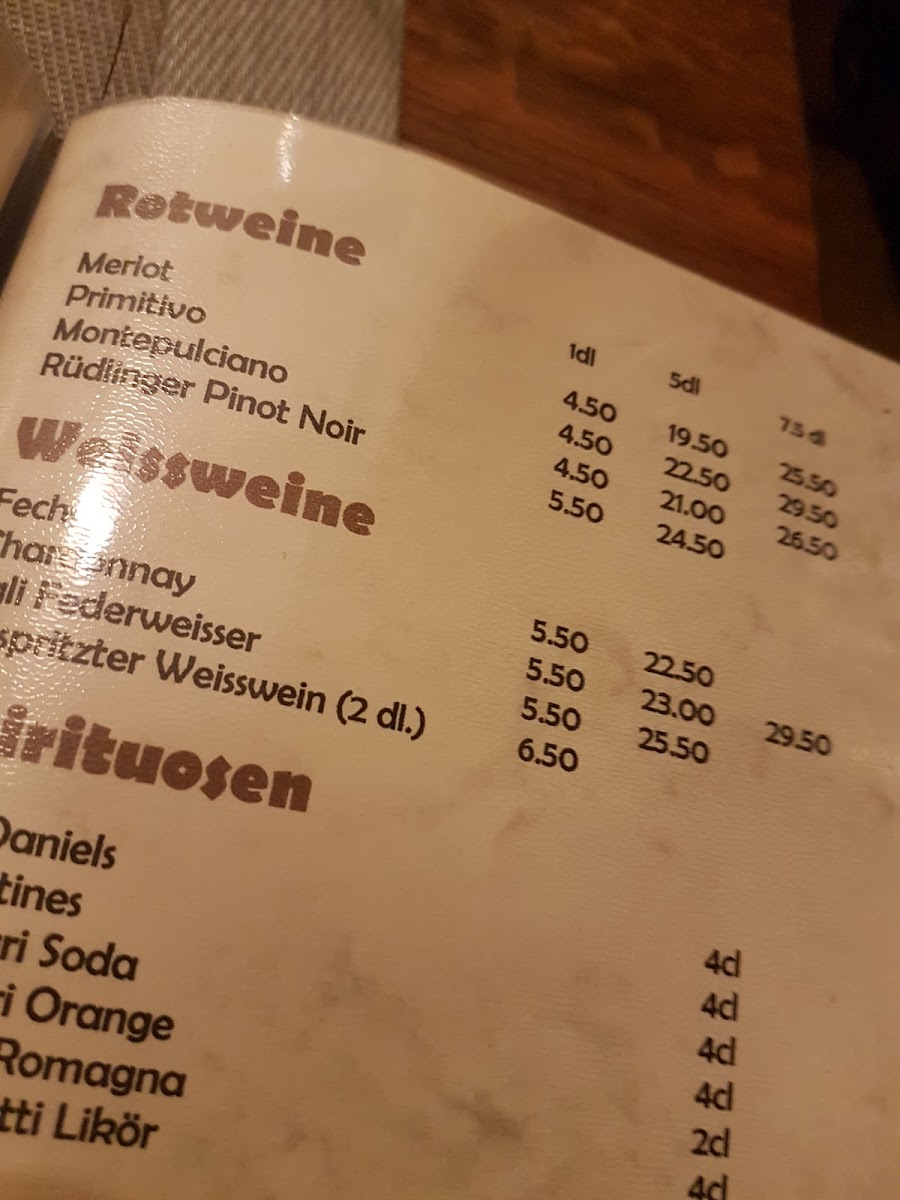 Rotweine
1dl 5dl 7.5 dl
Merlot 4.50 19.50 25.50
Primitivo 4.50 22.50 29.50
Montepulciano 4.50 21.00 26.50
Rüdlinger Pinot Noir 5.50 24.50
Weissweine
5.50 22.50
Chardonnay 5.50 23.00 29.50
Federweisser 5.50 25.50
spritzter Weisswein (2 dl.) 6.50
irituosen
Daniels 4cl
tines 4cl
ri Soda 4cl
ri Orange 4cl
Romagna 2cl
tti Likör 4cl